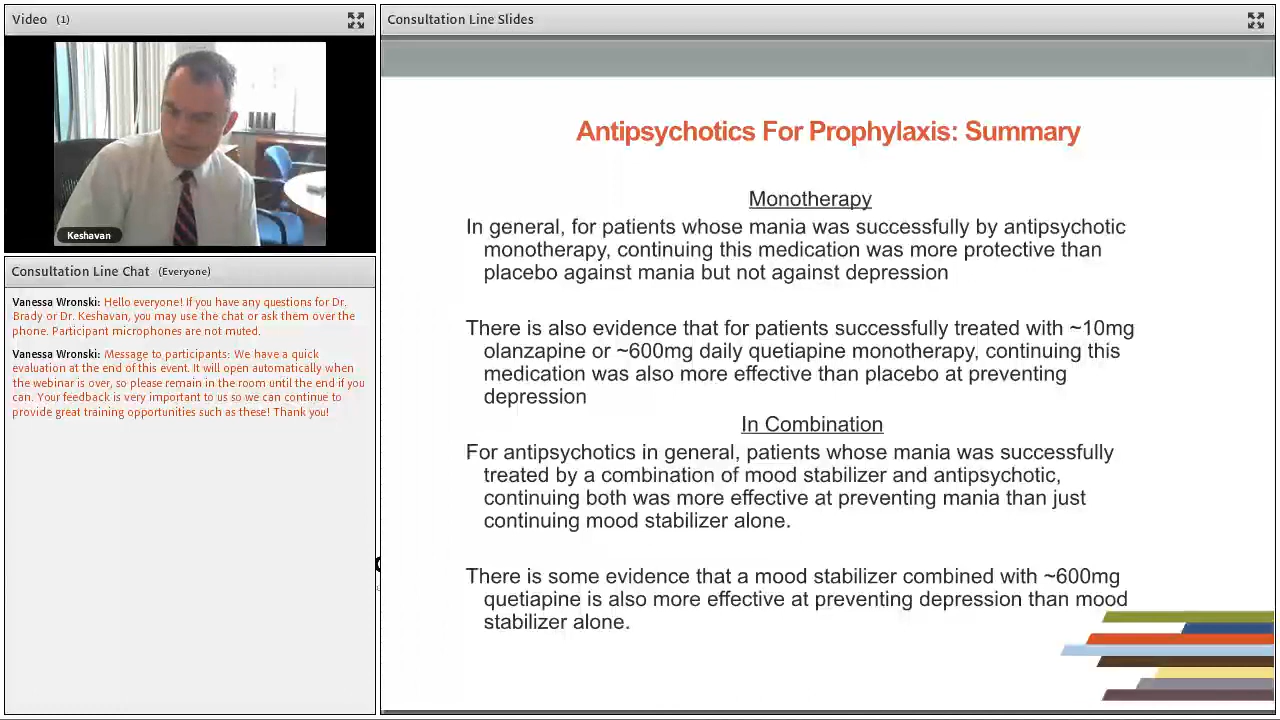 Video (1)
Keshavan
Consultation Line Chat (Everyone)
Vanessa Wronski: Hello everyone! If you have any questions for Dr.
Brady or Dr. Keshavan, you may use the chat or ask them over the
phone. Participant microphones are not muted.
Vanessa Wronski: Message to participants: We have a quick
evaluation at the end of this event. It will open automatically when
the webinar is over, so please remain in the room until the end if you
can. Your feedback is very important to us so we can continue to
provide great training opportunities such as these! Thank you!
Consultation Line Slides
Antipsychotics For Prophylaxis: Summary
Monotherapy
In general, for patients whose mania was successfully by antipsychotic
monotherapy, continuing this medication was more protective than
placebo against mania but not against depression
There is also evidence that for patients successfully treated with ~10mg
olanzapine or ~600mg daily quetiapine monotherapy, continuing this
medication was also more effective than placebo at preventing
depression
In Combination
For antipsychotics in general, patients whose mania was successfully
treated by a combination of mood stabilizer and antipsychotic,
continuing both was more effective at preventing mania than just
continuing mood stabilizer alone.
There is some evidence that a mood stabilizer combined with ~600mg
quetiapine is also more effective at preventing depression than mood
stabilizer alone.